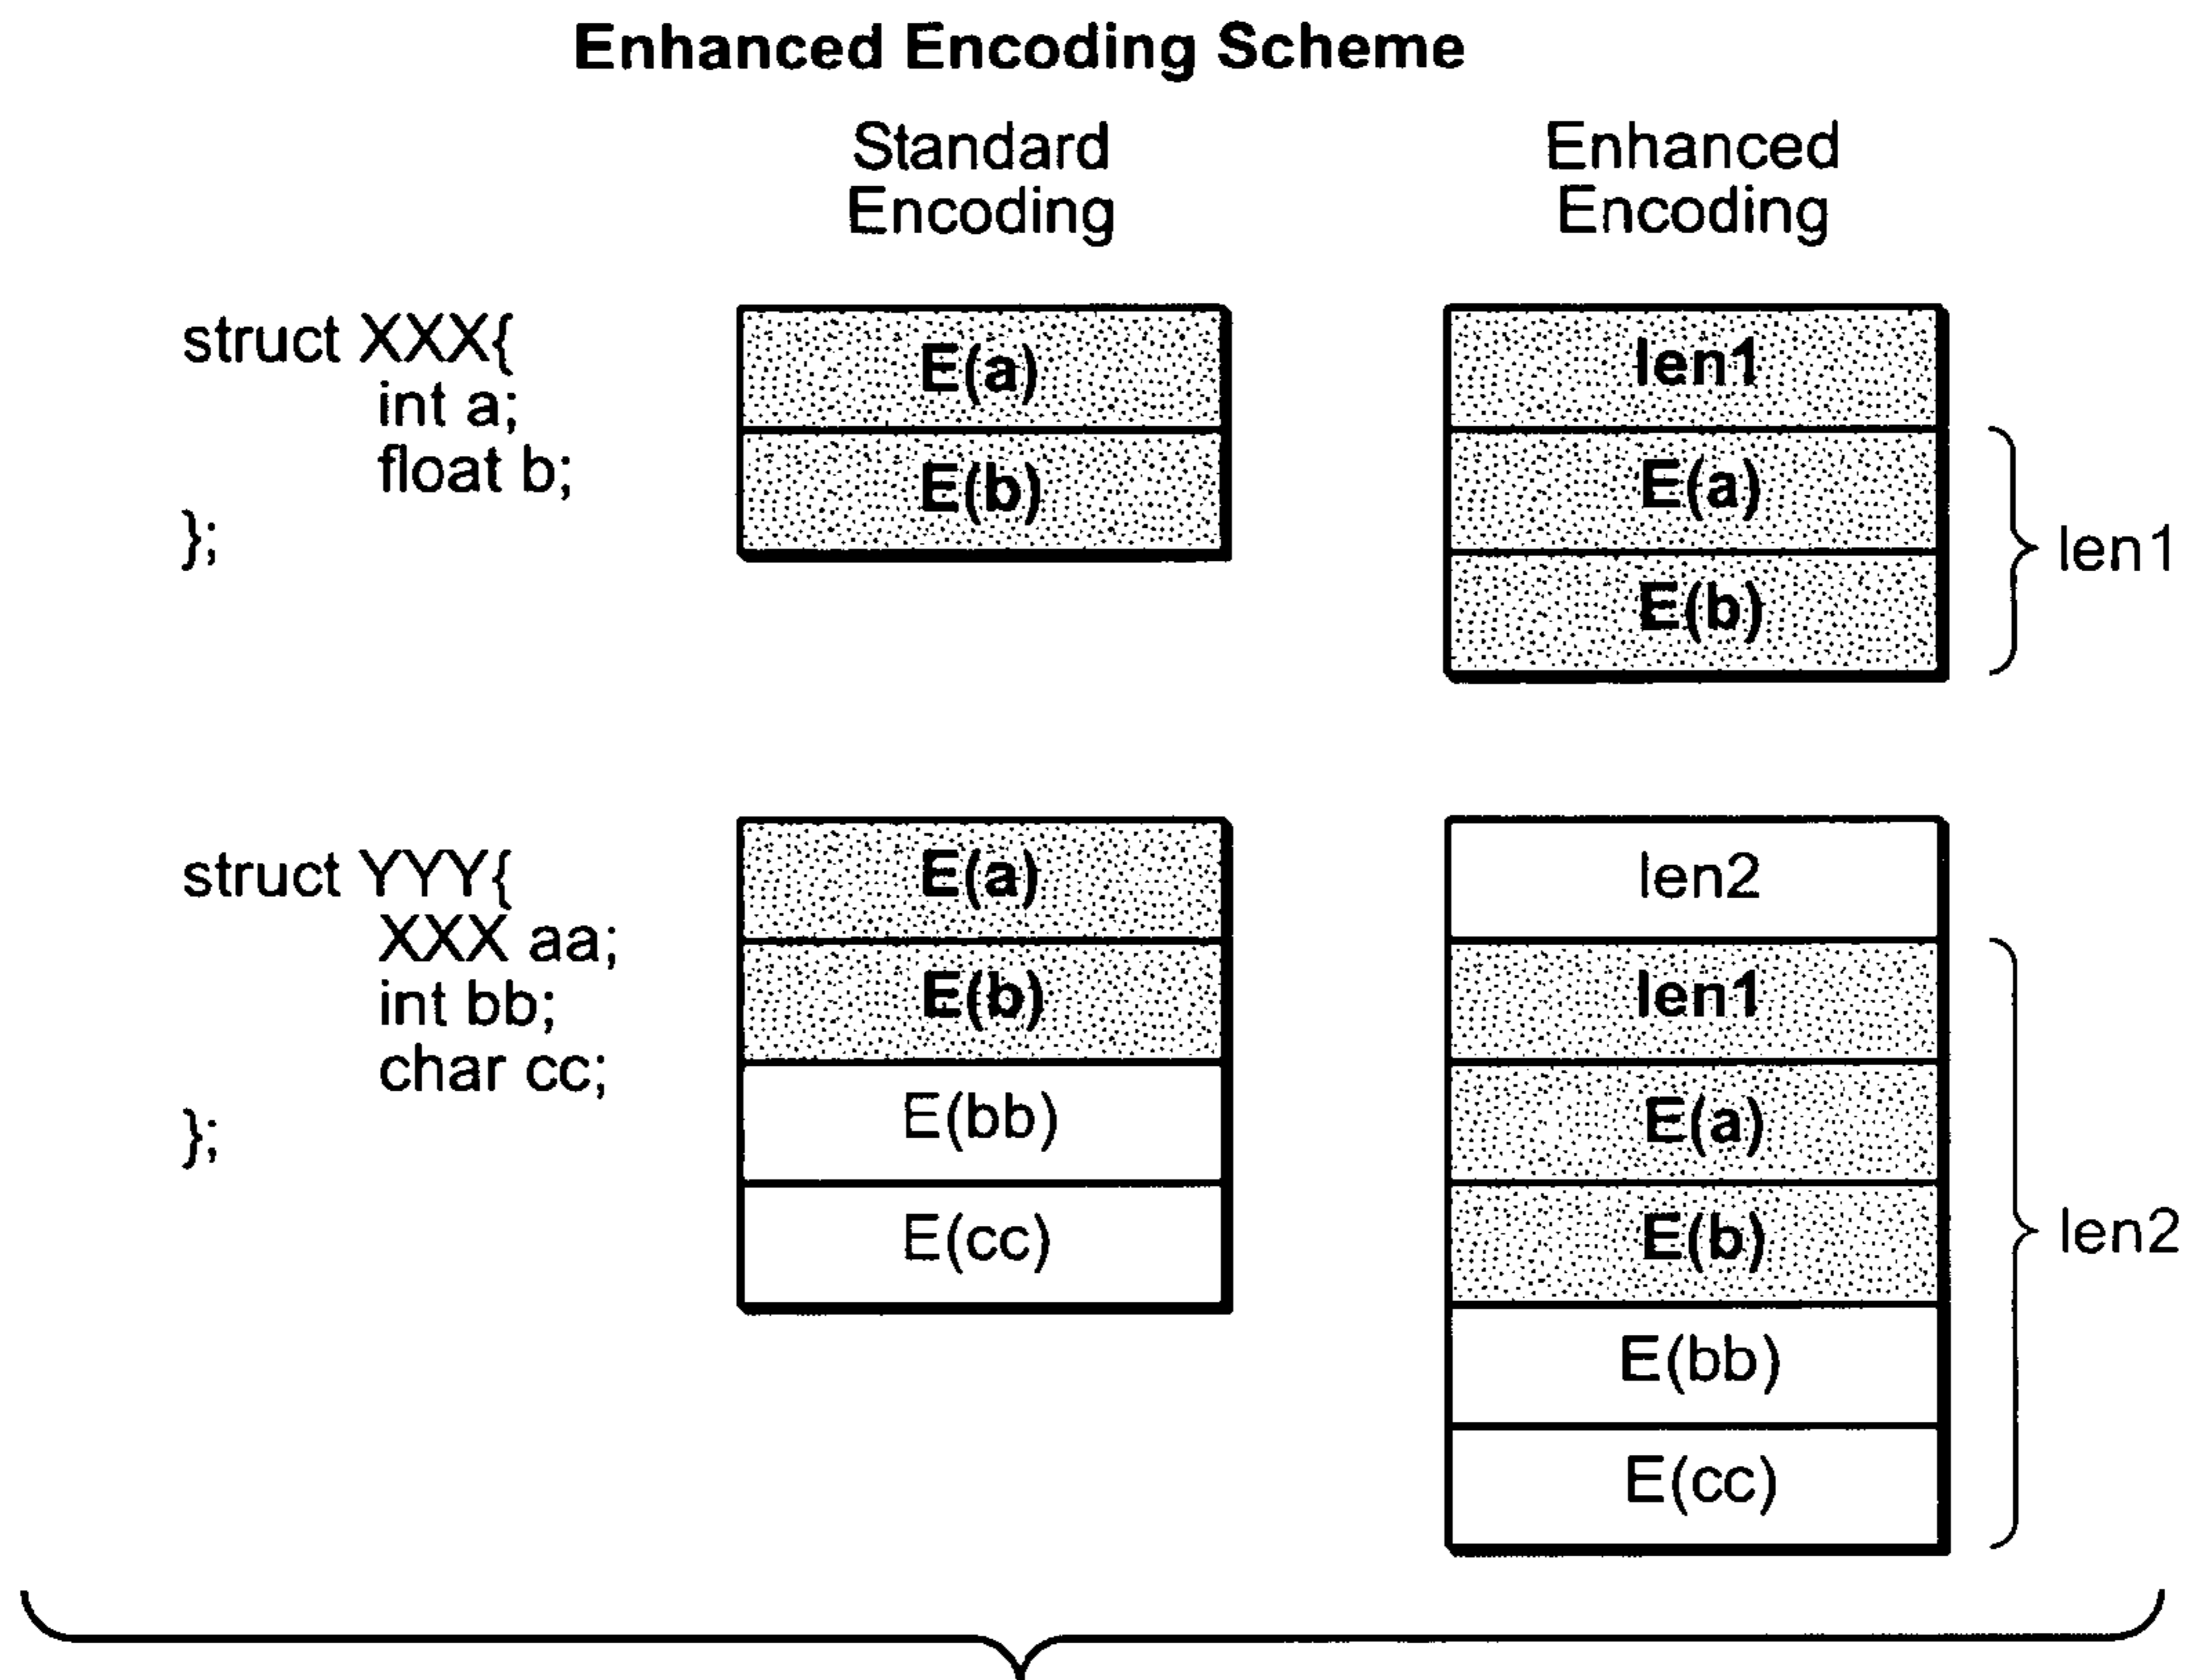 Enhanced Encoding Scheme
Standard
Encoding
Enhanced
Encoding
struct XXX{
int a;
float b;
};
E(a)
E(b)
len1
E(a)
E(b)
len1
struct YYY{
XXX aa;
int bb;
char cc;
};
E(a)
E(b)
E(bb)
E(cc)
len2
len1
E(a)
E(b)
E(bb)
E(cc)
len2